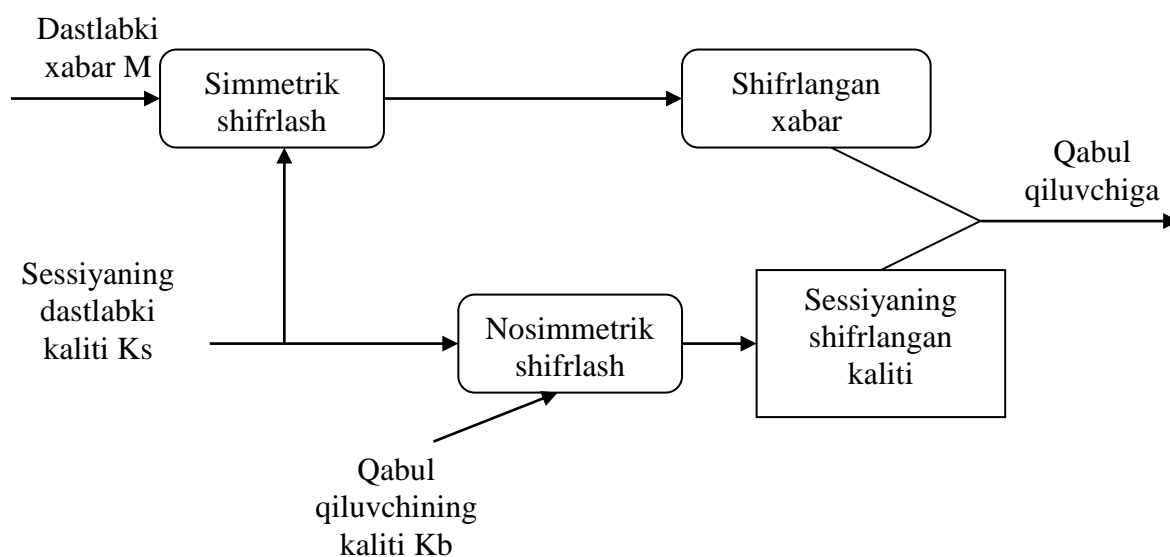 Dastlabki
xabar M
Simmetrik
shifrlash
Shifrlangan
xabar
Qabul
qiluvchiga
Sessiyaning
dastlabki
kaliti Ks
Nosimmetrik
shifrlash
Sessiyaning
shifrlangan
kaliti
Qabul
qiluvchining
kaliti Kb